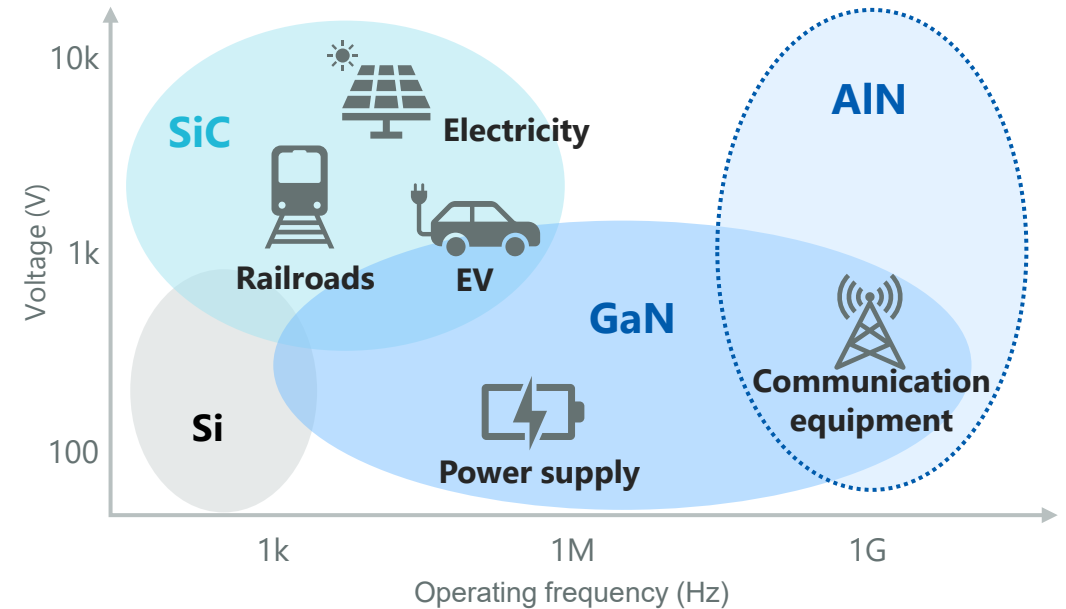 10k
AlN
SiC
Electricity
Voltage (V)
1k
Railroads
EV
GaN
Communication
equipment
Si
100
Power supply
1k
1M
1G
Operating frequency (Hz)